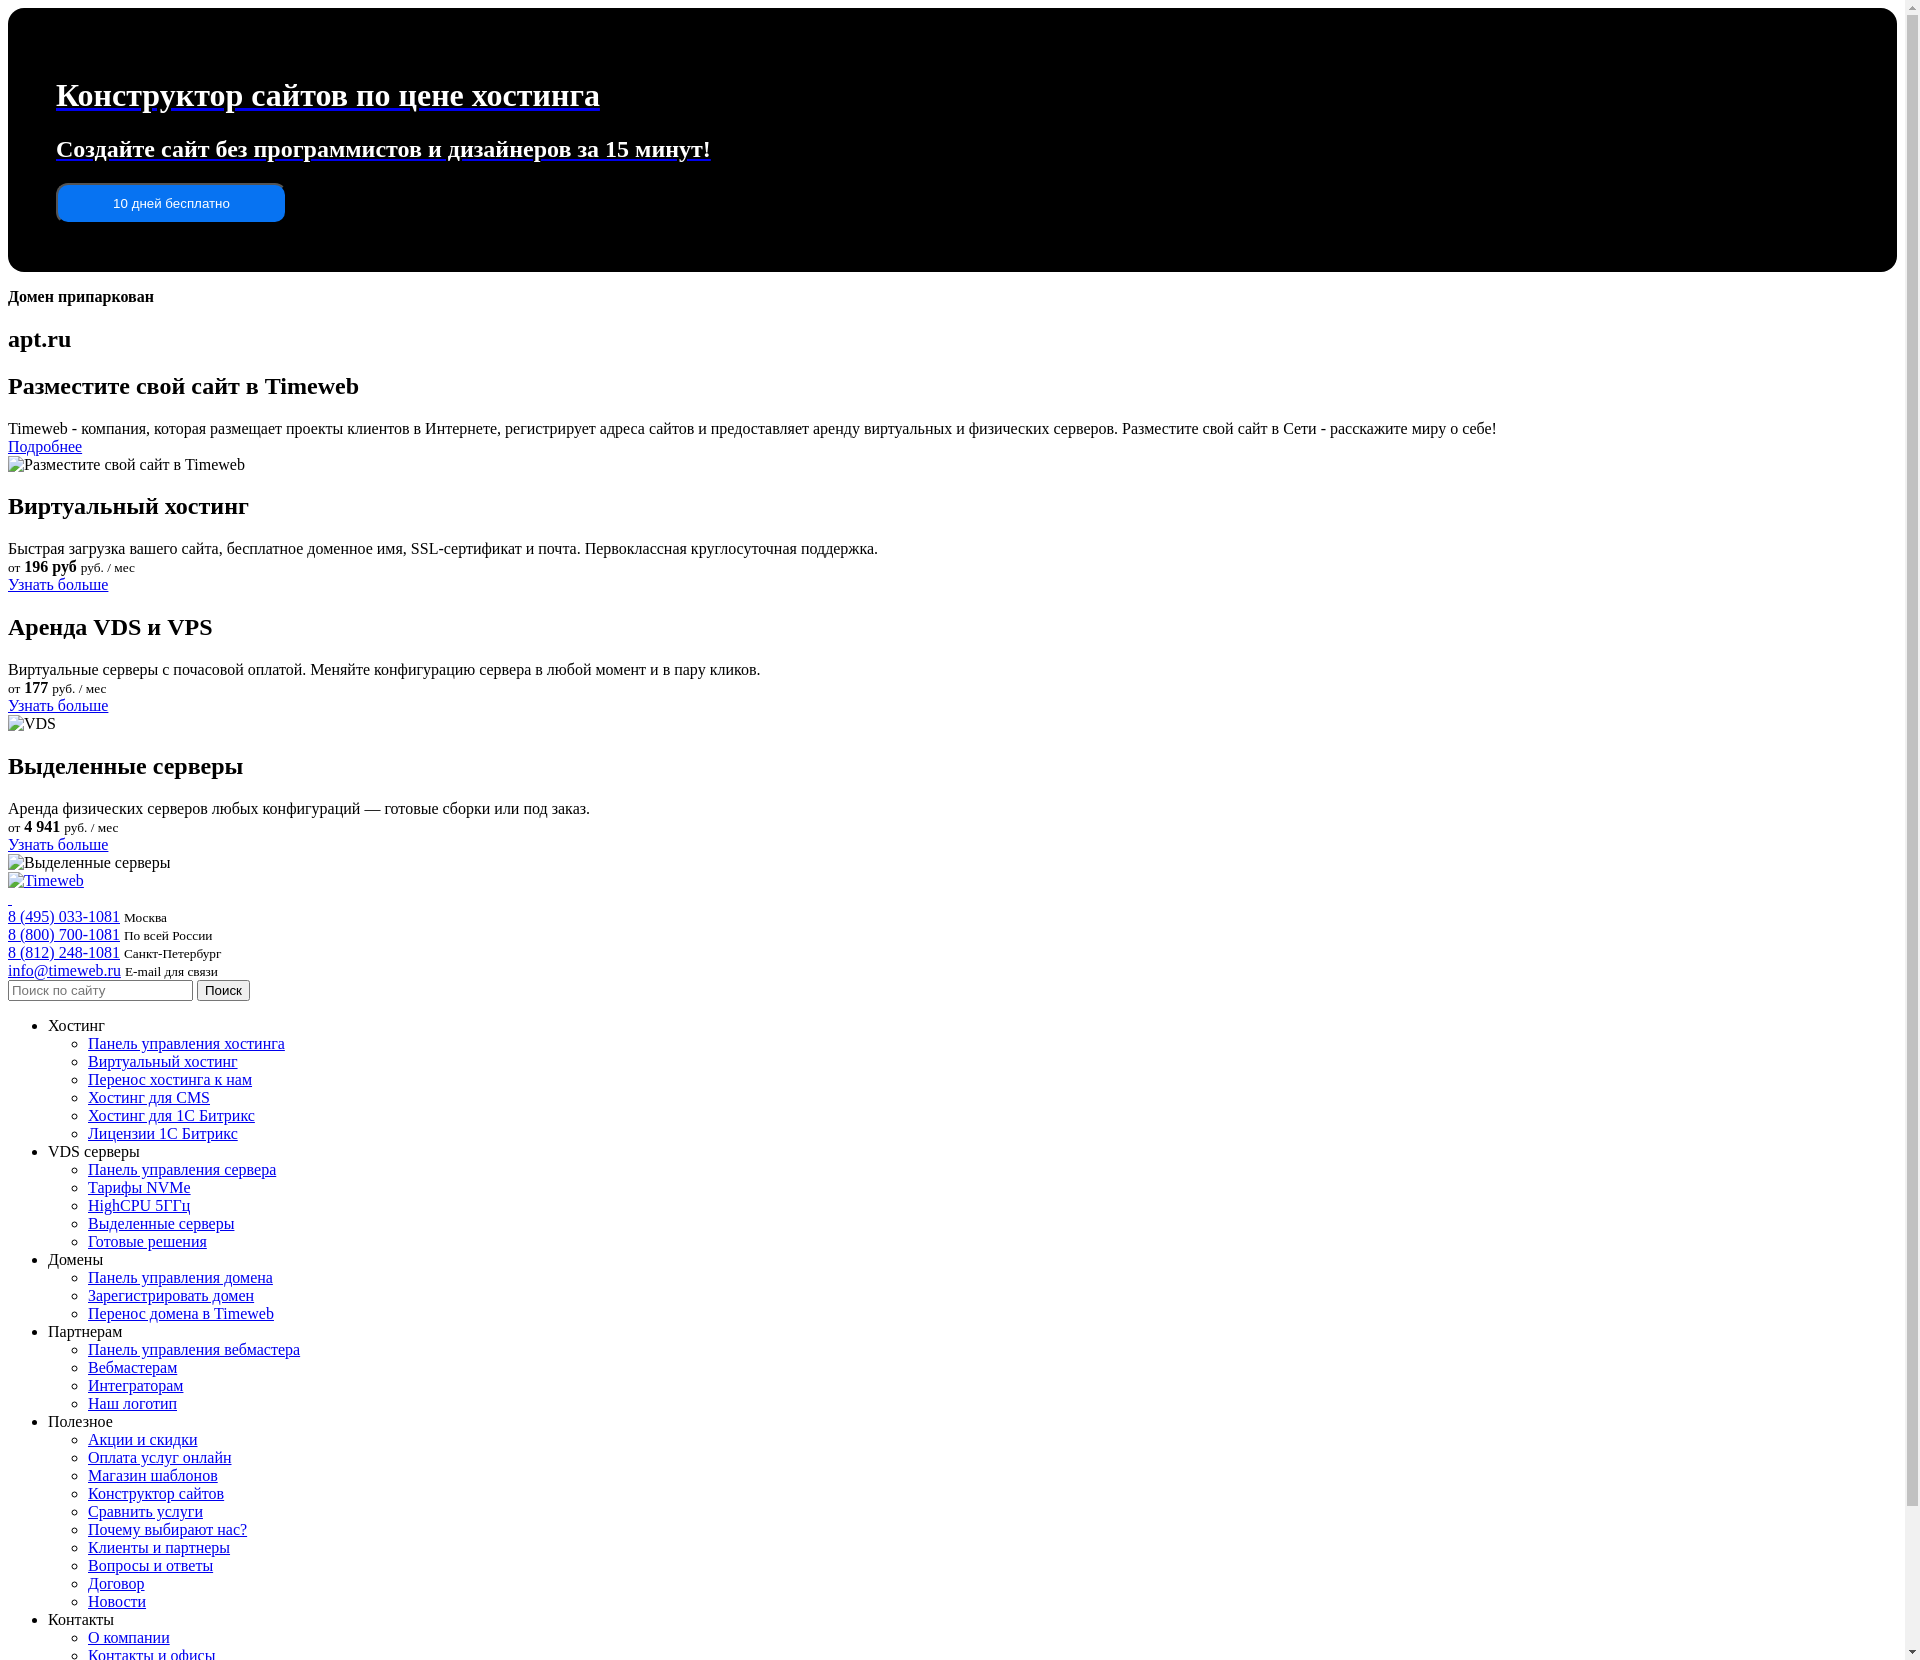 Конструктор сайтов по цене хостинга
Создайте сайт без программистов и дизайнеров за 15 минут!
10 дней бесплатно
Домен припаркован
apt.ru
Разместите свой сайт в Timeweb
Timeweb - компания, которая размещает проекты клиентов в Интернете, регистрирует адреса сайтов и предоставляет аренду виртуальных и физических серверов. Разместите свой сайт в Сети - расскажите миру о себе!
Подробнее
Разместите свой сайт в Timeweb
Виртуальный хостинг
Быстрая загрузка вашего сайта, бесплатное доменное имя, SSL-сертификат и почта. Первоклассная круглосуточная поддержка.
от 196 руб руб. / мес
Узнать больше
Аренда VDS и VPS
Виртуальные серверы с почасовой оплатой. Меняйте конфигурацию сервера в любой момент и в пару кликов.
от 177 руб. / мес
Узнать больше
VDS
Выделенные серверы
Аренда физических серверов любых конфигураций — готовые сборки или под заказ.
от 4 941 руб. / мес
Узнать больше
Выделенные серверы
Timeweb
8 (495) 033-1081 Москва
8 (800) 700-1081 По всей России
8 (812) 248-1081 Санкт-Петербург
info@timeweb.ru E-mail для связи
Поиск по сайту Поиск
Хостинг
Панель управления хостинга
Виртуальный хостинг
Перенос хостинга к нам
Хостинг для CMS
Хостинг для 1С Битрикс
Лицензии 1С Битрикс
VDS серверы
Панель управления сервера
Тарифы NVMe
HighCPU 5ГГц
Выделенные серверы
Готовые решения
Домены
Панель управления домена
Зарегистрировать домен
Перенос домена в Timeweb
Партнерам
Панель управления вебмастера
Вебмастерам
Интеграторам
Наш логотип
Полезное
Акции и скидки
Оплата услуг онлайн
Магазин шаблонов
Конструктор сайтов
Сравнить услуги
Почему выбирают нас?
Клиенты и партнеры
Вопросы и ответы
Договор
Новости
Контакты
О компании
Контакты и офисы